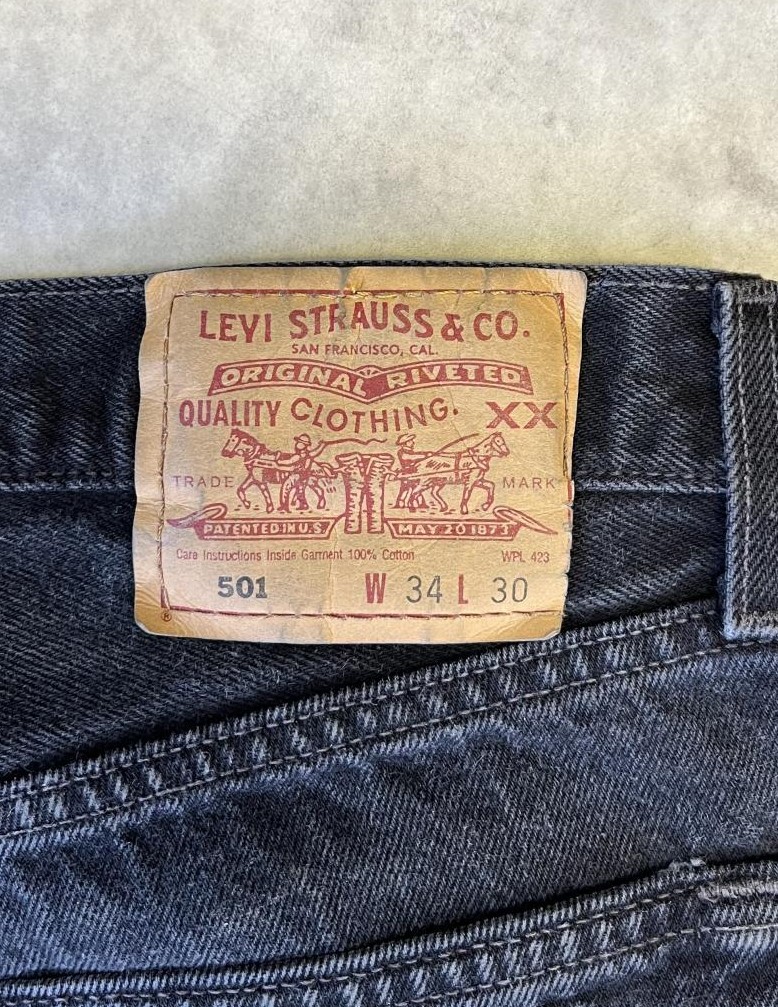 LEVI STRAUSS & CO.
SAN FRANCISCO, CAL.
ORIGINAL RIVETED
QUALITY CLOTHING. XX
TRADE MARK
PATENTED IN U.S. MAY 20 1873
Care Instructions Inside Garment 100% Cotton WPL 423
501 W 34 L 30
®